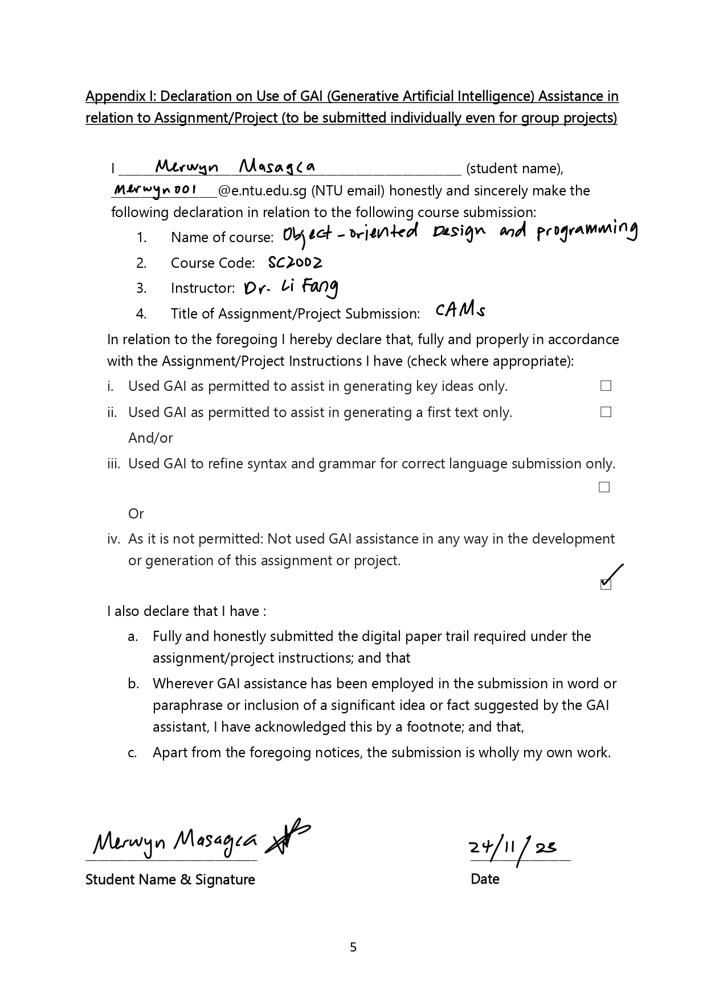 Appendix I: Declaration on Use of GAI (Generative Artificial Intelligence) Assistance in
relation to Assignment/Project (to be submitted individually even for group projects)
I Merwyn Masagca (student name),
merwyn001@e.ntu.edu.sg (NTU email) honestly and sincerely make the
following declaration in relation to the following course submission:
1. Name of course: Object-oriented Design and programming
2. Course Code: SC2002
3. Instructor: Dr. Li Fang
4. Title of Assignment/Project Submission: CAMs
In relation to the foregoing I hereby declare that, fully and properly in accordance
with the Assignment/Project Instructions I have (check where appropriate):
i. Used GAI as permitted to assist in generating key ideas only. ☐
ii. Used GAI as permitted to assist in generating a first text only. ☐
And/or
iii. Used GAI to refine syntax and grammar for correct language submission only.
☐
Or
iv. As it is not permitted: Not used GAI assistance in any way in the development
or generation of this assignment or project.
☑
I also declare that I have :
a. Fully and honestly submitted the digital paper trail required under the
assignment/project instructions; and that
b. Wherever GAI assistance has been employed in the submission in word or
paraphrase or inclusion of a significant idea or fact suggested by the GAI
assistant, I have acknowledged this by a footnote; and that,
c. Apart from the foregoing notices, the submission is wholly my own work.
Merwyn Masagca 24/11/23
Student Name & Signature Date
5